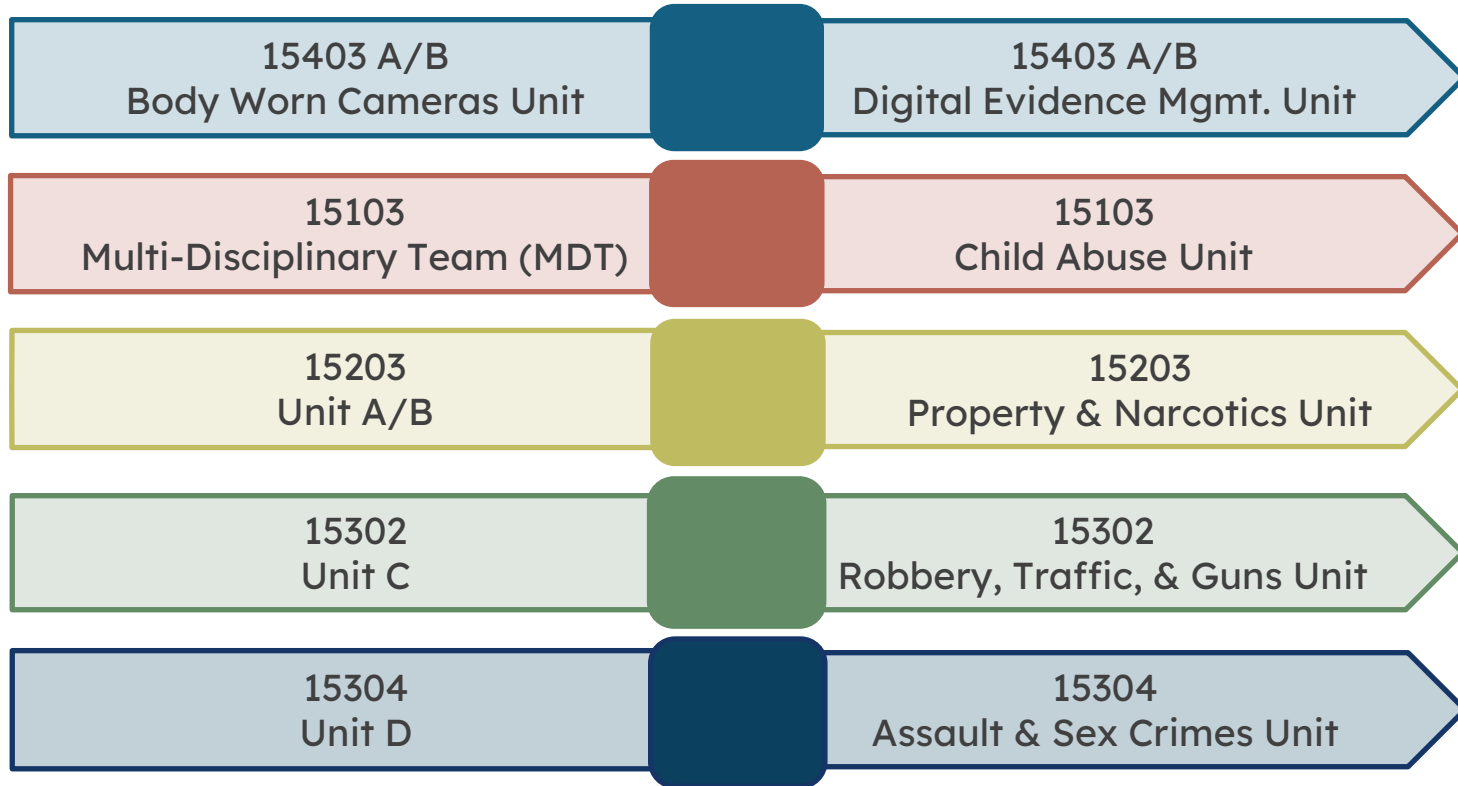 15403 A/B
Body Worn Cameras Unit
15403 A/B
Digital Evidence Mgmt. Unit
15103
Multi-Disciplinary Team (MDT)
15103
Child Abuse Unit
15203
Unit A/B
15203
Property & Narcotics Unit
15302
Unit C
15302
Robbery, Traffic, & Guns Unit
15304
Unit D
15304
Assault & Sex Crimes Unit